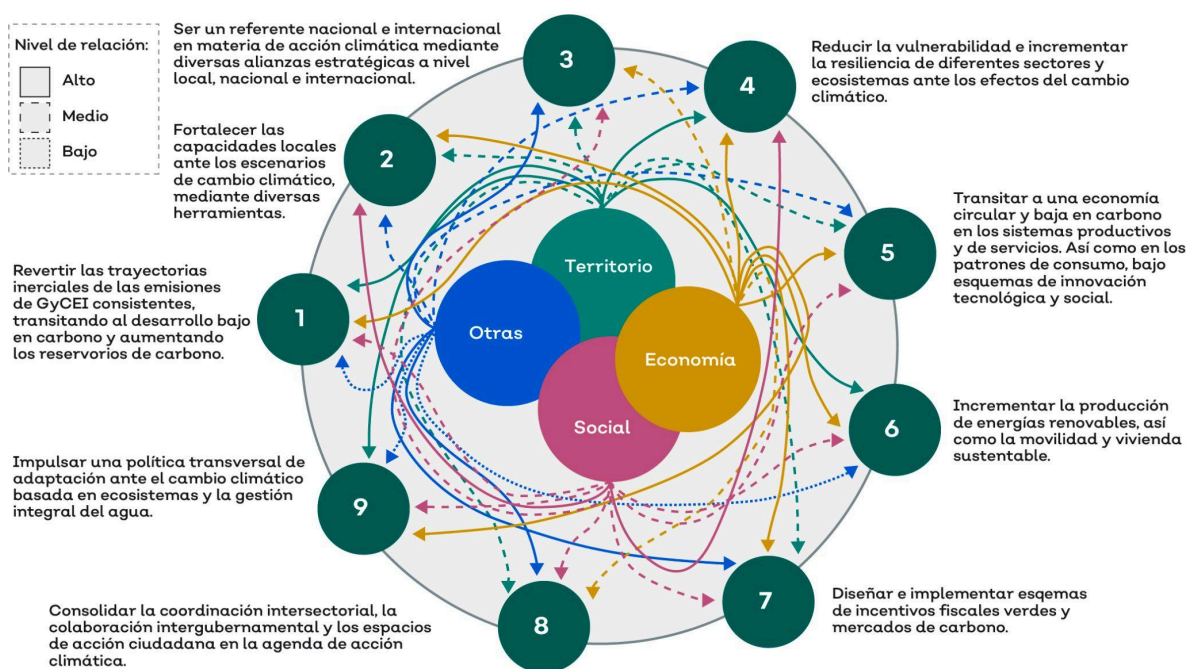 Nivel de relación:
Alto
Medio
Bajo
Ser un referente nacional e internacional
en materia de acción climática mediante
diversas alianzas estratégicas a nivel
local, nacional e internacional.
3
4
Reducir la vulnerabilidad e incrementar
la resiliencia de diferentes sectores y
ecosistemas ante los efectos del cambio
climático.
Fortalecer las
capacidades locales
ante los escenarios
de cambio climático,
mediante diversas
herramientas.
2
5
Transitar a una economía
circular y baja en carbono
en los sistemas productivos
y de servicios. Así como en los
patrones de consumo, bajo
esquemas de innovación
tecnológica y social.
Revertir las trayectorias
inerciales de las emisiones
de GyCEI consistentes,
transitando al desarrollo bajo
en carbono y aumentando
los reservorios de carbono.
1
Territorio
Otras
Economía
Social
6
Incrementar la producción
de energías renovables, así
como la movilidad y vivienda
sustentable.
Impulsar una política transversal de
adaptación ante el cambio climático
basada en ecosistemas y la gestión
integral del agua.
9
7
Diseñar e implementar esqemas
de incentivos fiscales verdes y
mercados de carbono.
Consolidar la coordinación intersectorial, la
colaboración intergubernamental y los espacios
de acción ciudadana en la agenda de acción
climática.
8